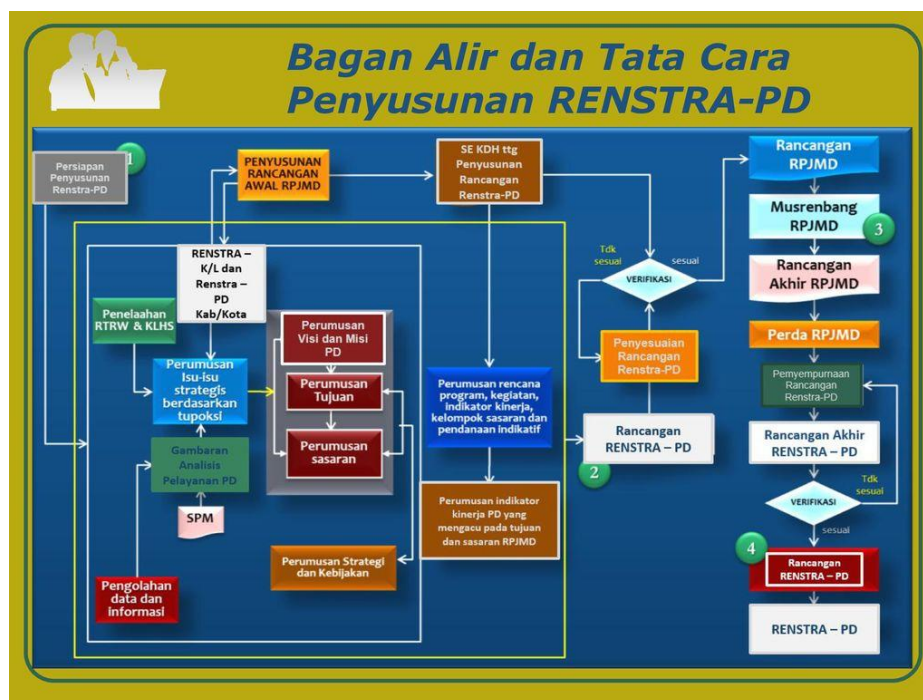 Bagan Alir dan Tata Cara
Penyusunan RENSTRA-PD
Persiapan
Penyusunan
Renstra-PD
1
PENYUSUNAN
RANCANGAN
AWAL RPJMD
SE KDH ttg
Penyusunan
Rancangan
Renstra-PD
Rancangan
RPJMD
Musrenbang
RPJMD
3
Rancangan
Akhir RPJMD
Perda RPJMD
Pemyempurnaan
Rancangan
Renstra-PD
Rancangan Akhir
RENSTRA – PD
Tdk
sesuai
VERIFIKASI
sesuai
4
Rancangan
RENSTRA – PD
RENSTRA – PD
RENSTRA –
K/L dan
Renstra –
PD
Kab/Kota
Penelaahan
RTRW & KLHS
Perumusan
Isu-isu
strategis
berdasarkan
tupoksi
Gambaran
Analisis
Pelayanan PD
SPM
Pengolahan
data dan
informasi
Perumusan
Visi dan Misi
PD
Perumusan
Tujuan
Perumusan
sasaran
Perumusan Strategi
dan Kebijakan
Perumusan rencana
program, kegiatan,
indikator kinerja,
kelompok sasaran
dan
pendanaan indikatif
Perumusan indikator
kinerja PD yang
mengacu pada tujuan
dan sasaran RPJMD
Tdk
sesuai
sesuai
VERIFIKASI
Penyesuaian
Rancangan
Renstra-PD
Rancangan
RENSTRA – PD
2